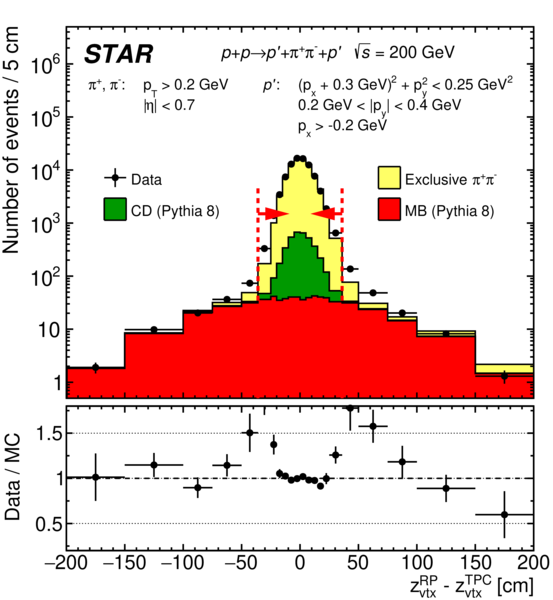 STAR p+p→p′+π⁺π⁻+p′ √s = 200 GeV
π⁺, π⁻: p_T > 0.2 GeV p′: (p_x + 0.3 GeV)² + p_y² < 0.25 GeV²
|η| < 0.7 0.2 GeV < |p_y| < 0.4 GeV
p_x > -0.2 GeV
Data Exclusive π⁺π⁻
CD (Pythia 8) MB (Pythia 8)
Number of events / 5 cm
10⁶
10⁵
10⁴
10³
10²
10
1
Data / MC
1.5
1
0.5
−200 −150 −100 −50 0 50 100 150 200
z_vtx^RP - z_vtx^TPC [cm]